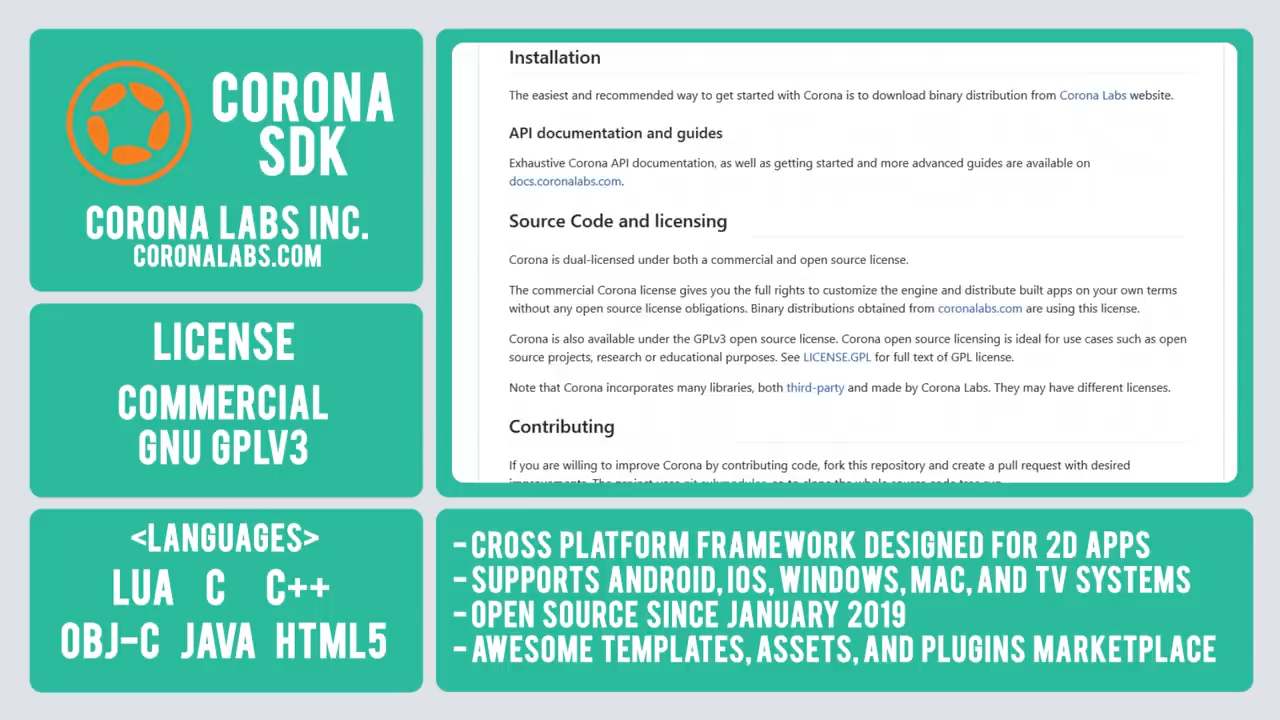 CORONA
SDK
CORONA LABS INC.
CORONALABS.COM
LICENSE
COMMERCIAL
GNU GPLV3
<LANGUAGES>
LUA C C++
OBJ-C JAVA HTML5
Installation
The easiest and recommended way to get started with Corona is to download binary distribution from Corona Labs website.
API documentation and guides
Exhaustive Corona API documentation, as well as getting started and more advanced guides are available on
docs.coronalabs.com.
Source Code and licensing
Corona is dual-licensed under both a commercial and open source license.
The commercial Corona license gives you the full rights to customize the engine and distribute built apps on your own terms
without any open source license obligations. Binary distributions obtained from coronalabs.com are using this license.
Corona is also available under the GPLv3 open source license. Corona open source licensing is ideal for use cases such as open
source projects, research or educational purposes. See LICENSE.GPL for full text of GPL license.
Note that Corona incorporates many libraries, both third-party and made by Corona Labs. They may have different licenses.
Contributing
If you are willing to improve Corona by contributing code, fork this repository and create a pull request with desired
- CROSS PLATFORM FRAMEWORK DESIGNED FOR 2D APPS
- SUPPORTS ANDROID, IOS, WINDOWS, MAC, AND TV SYSTEMS
- OPEN SOURCE SINCE JANUARY 2019
- AWESOME TEMPLATES, ASSETS, AND PLUGINS MARKETPLACE